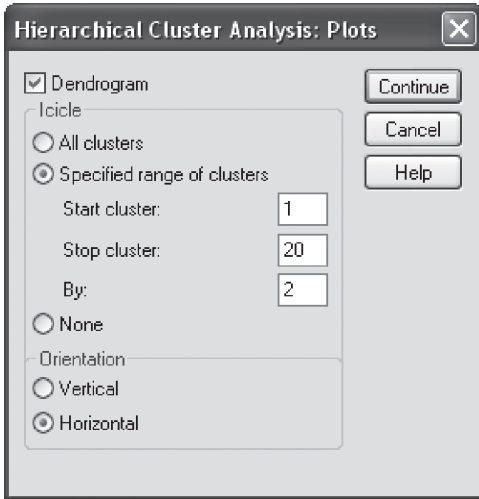 Hierarchical Cluster Analysis: Plots
Dendrogram
Continue
Icicle
Cancel
All clusters
Specified range of clusters
Help
Start cluster: 1
Stop cluster: 20
By: 2
None
Orientation
Vertical
Horizontal